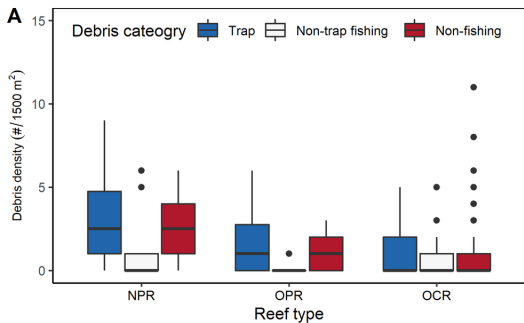 A
Debris cateogry Trap Non-trap fishing Non-fishing
Debris density (#/1500 m²)
15
10
5
0
NPR OPR OCR
Reef type